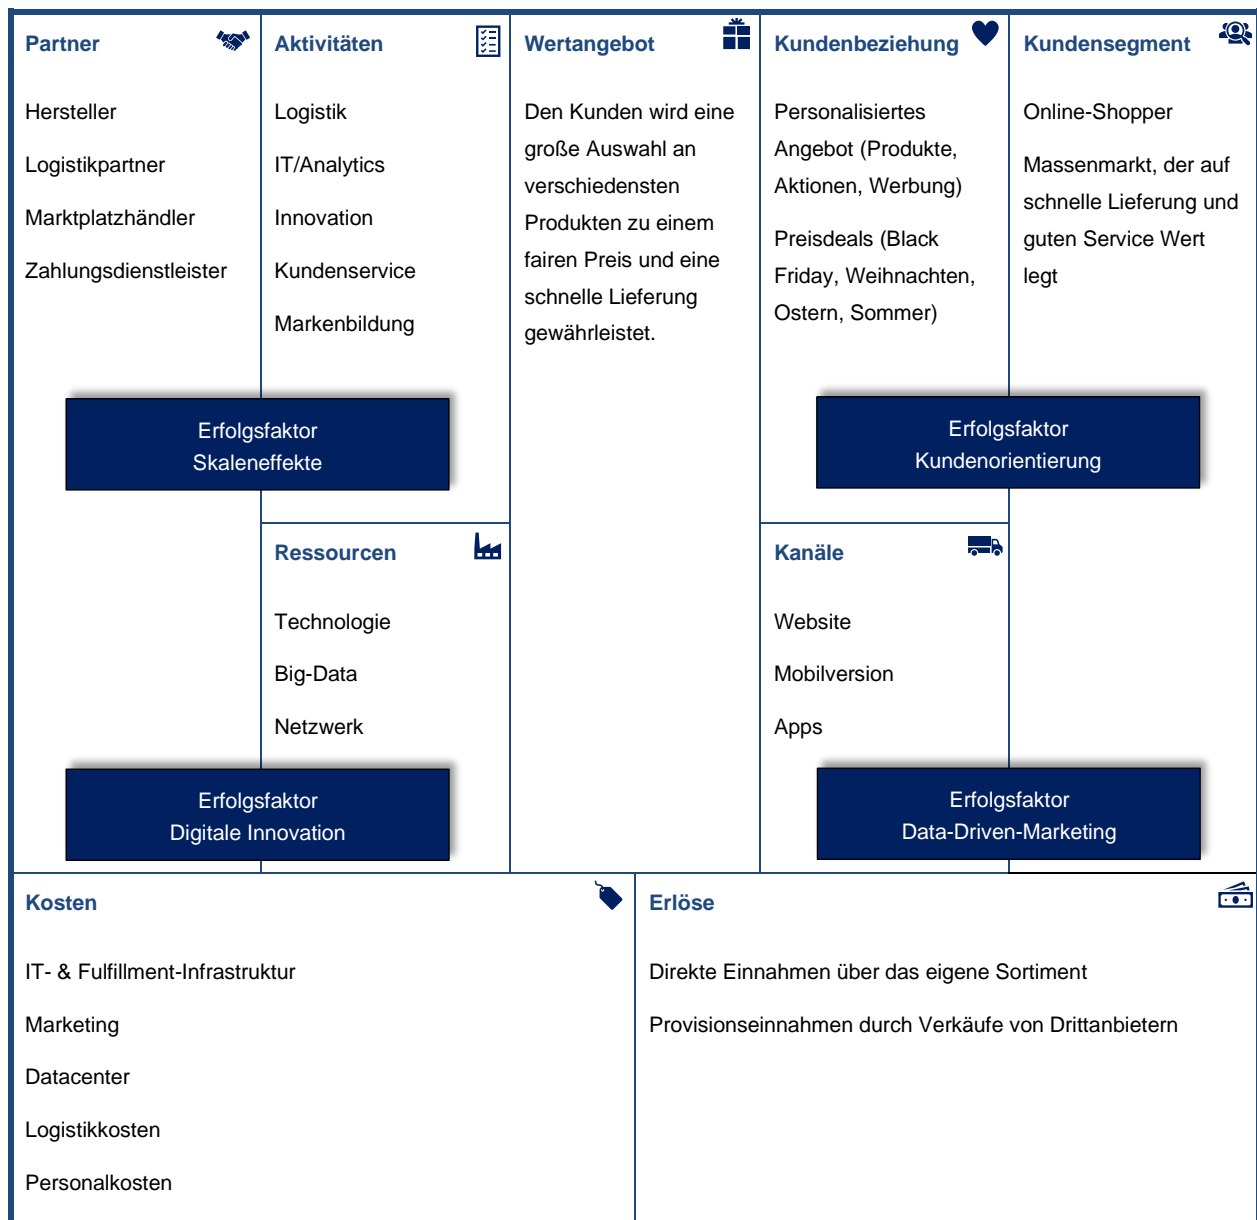 Partner
Hersteller
Logistikpartner
Marktplatzhändler
Zahlungsdienstleister
Aktivitäten
Logistik
IT/Analytics
Innovation
Kundenservice
Markenbildung
Erfolgsfaktor
Skaleneffekte
Ressourcen
Technologie
Big-Data
Netzwerk
Erfolgsfaktor
Digitale Innovation
Wertangebot
Den Kunden wird eine
große Auswahl an
verschiedensten
Produkten zu einem
fairen Preis und eine
schnelle Lieferung
gewährleistet.
Kundenbeziehung
Personalisiertes
Angebot (Produkte,
Aktionen, Werbung)
Preisdeals (Black
Friday, Weihnachten,
Ostern, Sommer)
Kundensegment
Online-Shopper
Massenmarkt, der auf
schnelle Lieferung und
guten Service Wert
legt
Erfolgsfaktor
Kundenorientierung
Kanäle
Website
Mobilversion
Apps
Erfolgsfaktor
Data-Driven-Marketing
Kosten
IT- & Fulfillment-Infrastruktur
Marketing
Datacenter
Logistikkosten
Personalkosten
Erlöse
Direkte Einnahmen über das eigene Sortiment
Provisionseinnahmen durch Verkäufe von Drittanbietern